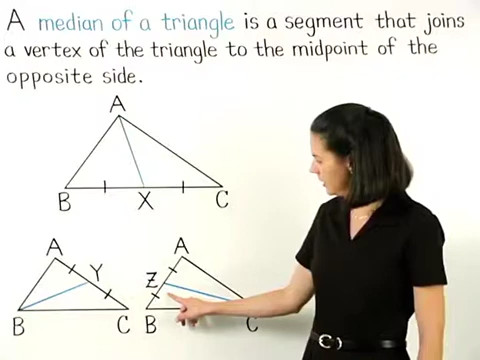 A median of a triangle is a segment that joins
a vertex of the triangle to the midpoint of the
opposite side.
A
B X C
A
Y
B C
A
Z
B C